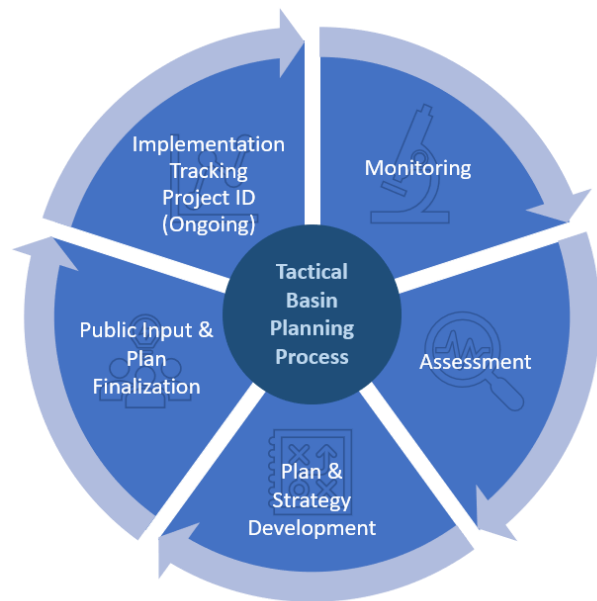 Tactical
Basin
Planning
Process
Monitoring
Assessment
Plan &
Strategy
Development
Public Input &
Plan
Finalization
Implementation
Tracking
Project ID
(Ongoing)